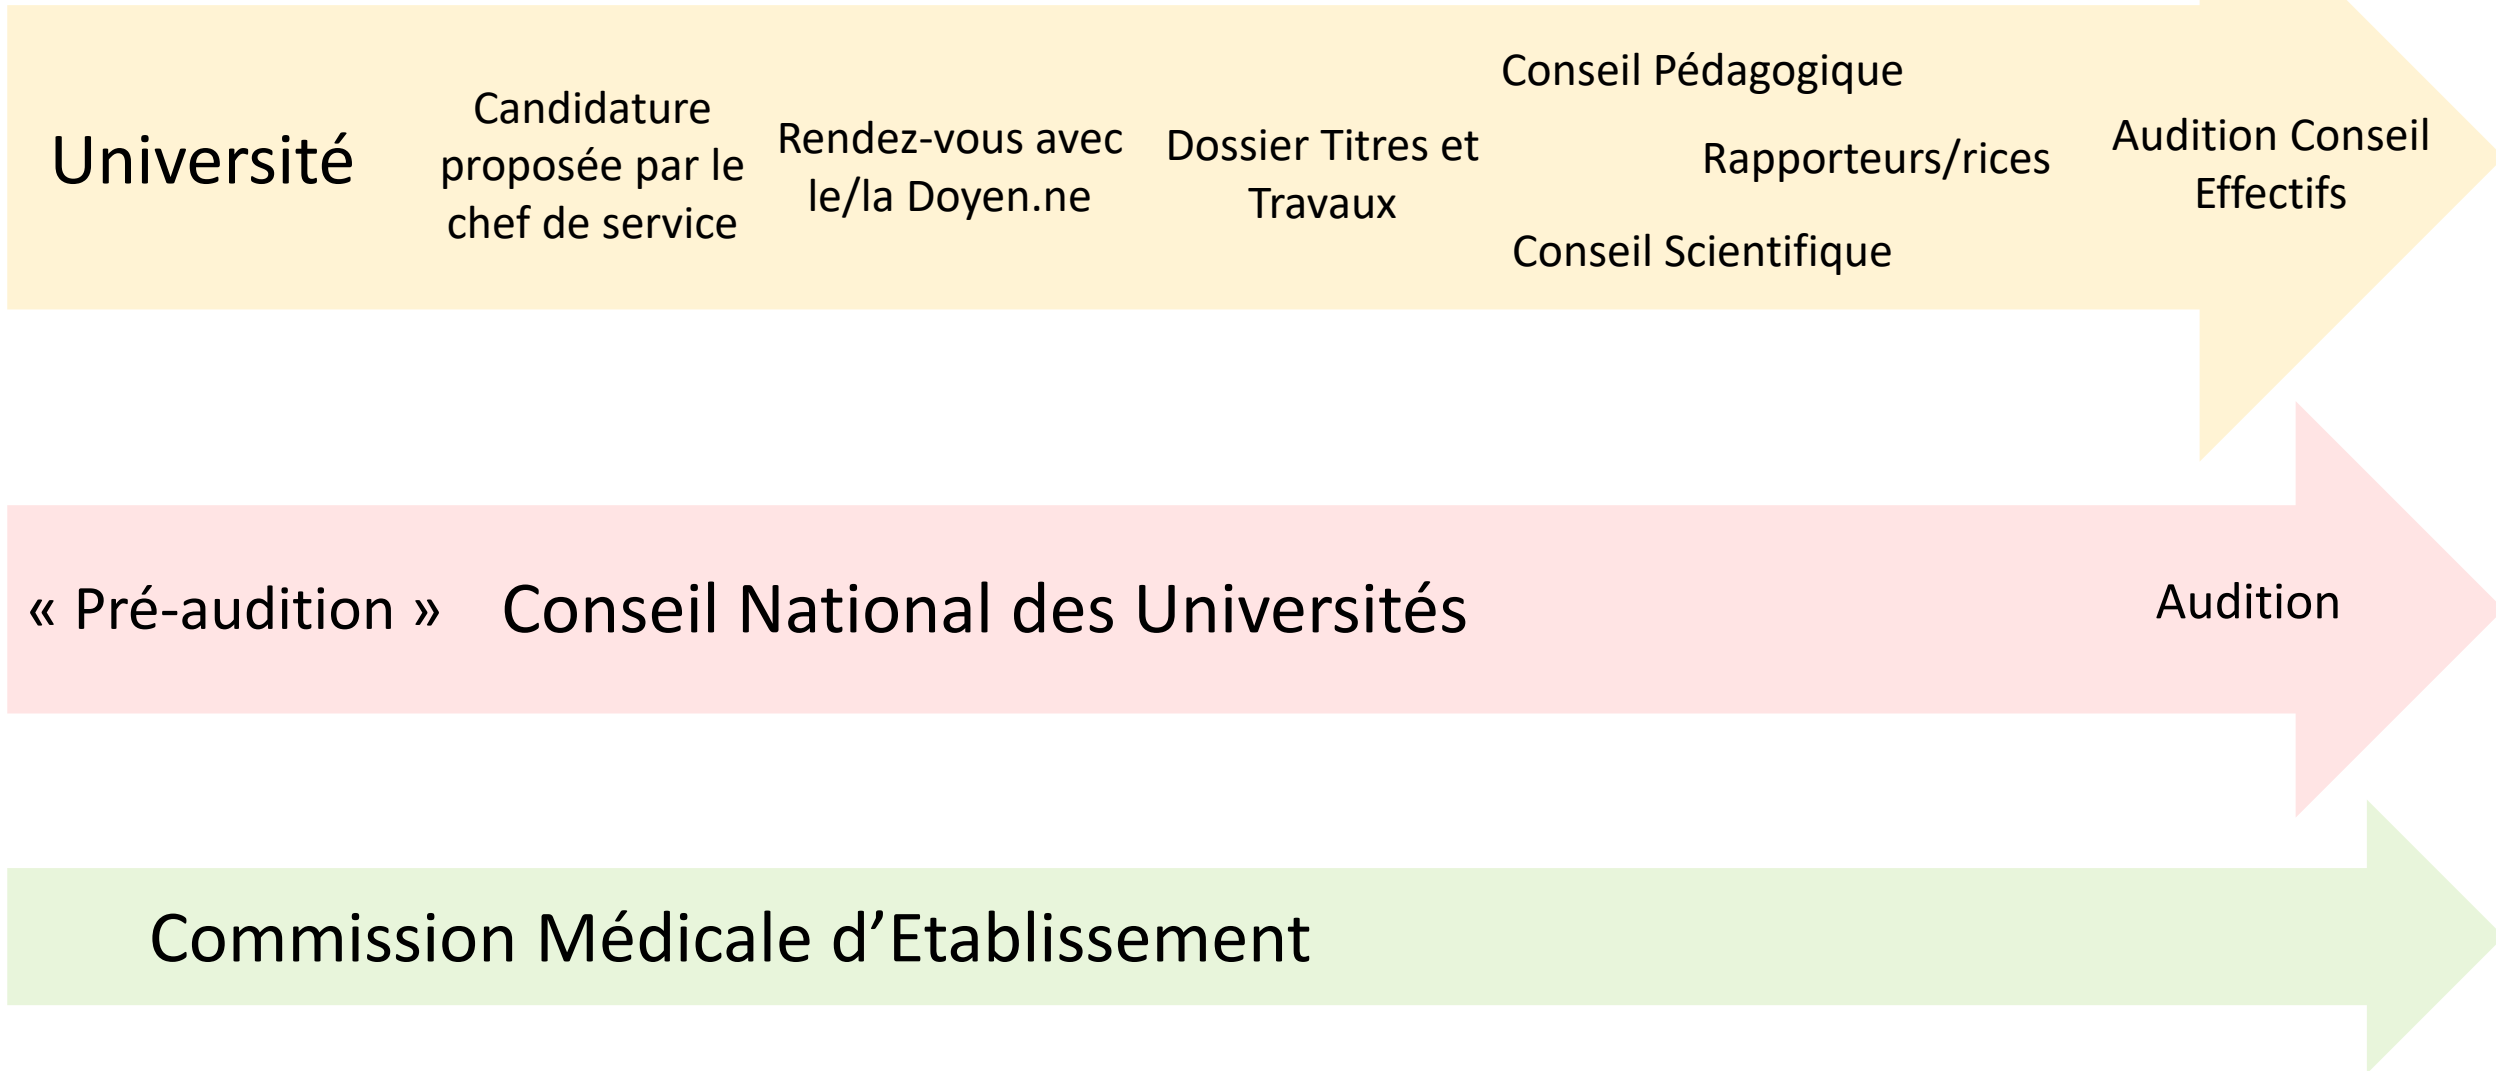 Université
Candidature
proposée par le
chef de service
Rendez-vous avec
le/la Doyen.ne
Dossier Titres et
Travaux
Conseil Pédagogique
Rapporteurs/rices
Conseil Scientifique
Audition Conseil
Effectifs
« Pré-audition »
Conseil National des Universités
Audition
Commission Médicale d’Etablissement